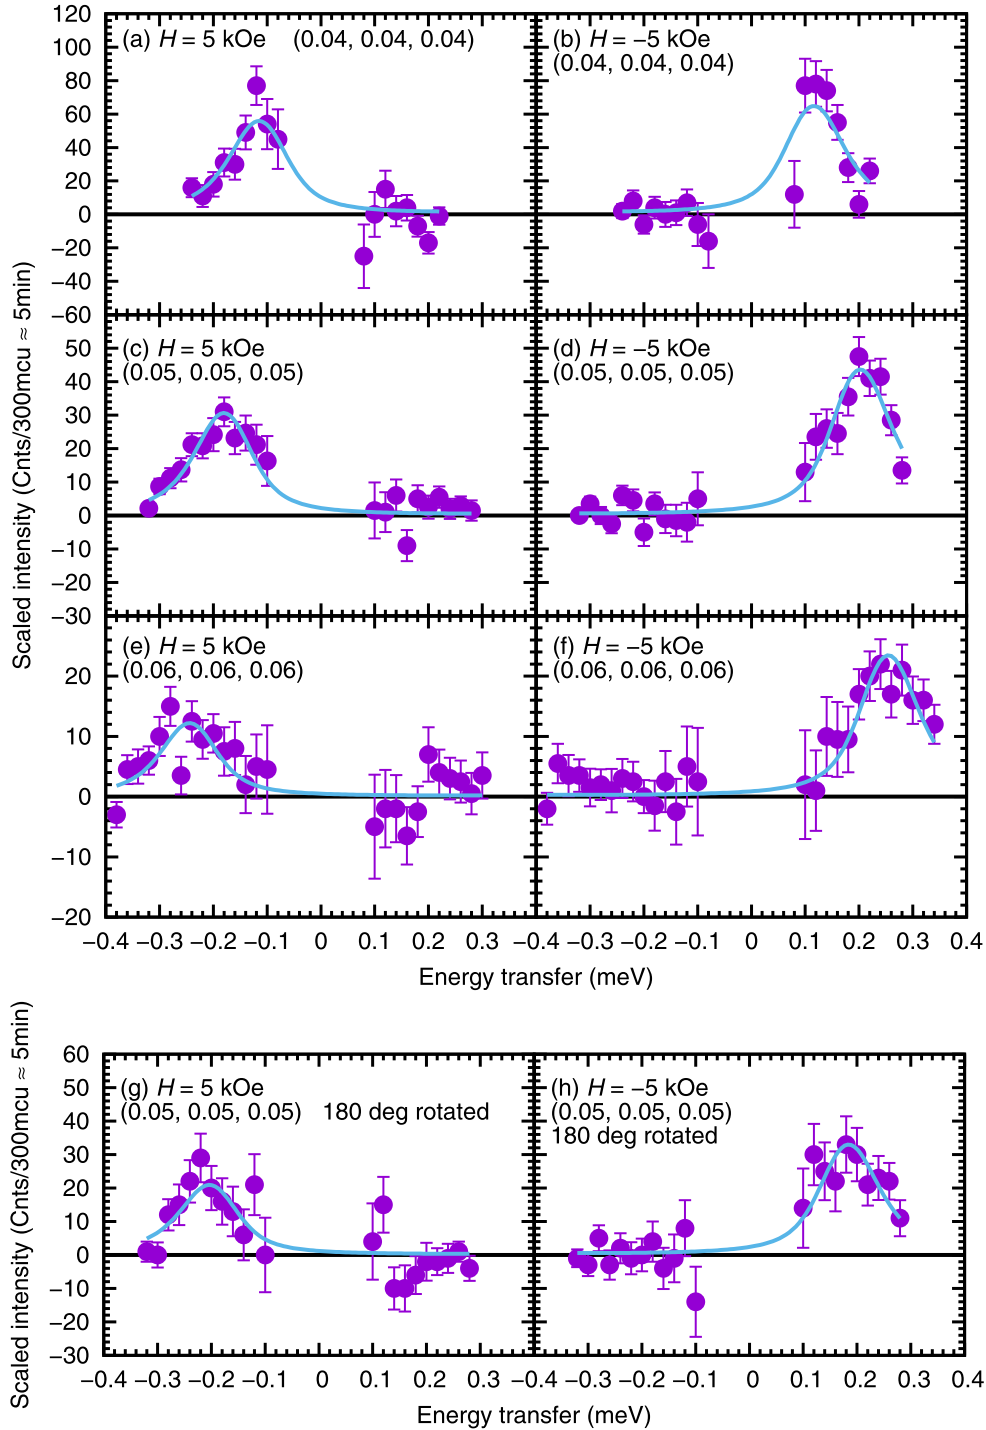 (a) H = 5 kOe (0.04, 0.04, 0.04)
(b) H = −5 kOe
(0.04, 0.04, 0.04)
120
100
80
60
40
20
0
−20
−40
−60
(c) H = 5 kOe
(0.05, 0.05, 0.05)
(d) H = −5 kOe
(0.05, 0.05, 0.05)
50
40
30
20
10
0
−10
−20
−30
Scaled intensity (Cnts/300mcu ≈ 5min)
(e) H = 5 kOe
(0.06, 0.06, 0.06)
(f) H = −5 kOe
(0.06, 0.06, 0.06)
20
10
0
−10
−20
−0.4 −0.3 −0.2 −0.1 0 0.1 0.2 0.3 −0.4 −0.3 −0.2 −0.1 0 0.1 0.2 0.3 0.4
Energy transfer (meV)
(g) H = 5 kOe
(0.05, 0.05, 0.05) 180 deg rotated
(h) H = −5 kOe
(0.05, 0.05, 0.05)
180 deg rotated
60
50
40
30
20
10
0
−10
−20
−30
Scaled intensity (Cnts/300mcu ≈ 5min)
−0.4 −0.3 −0.2 −0.1 0 0.1 0.2 0.3 −0.4 −0.3 −0.2 −0.1 0 0.1 0.2 0.3 0.4
Energy transfer (meV)